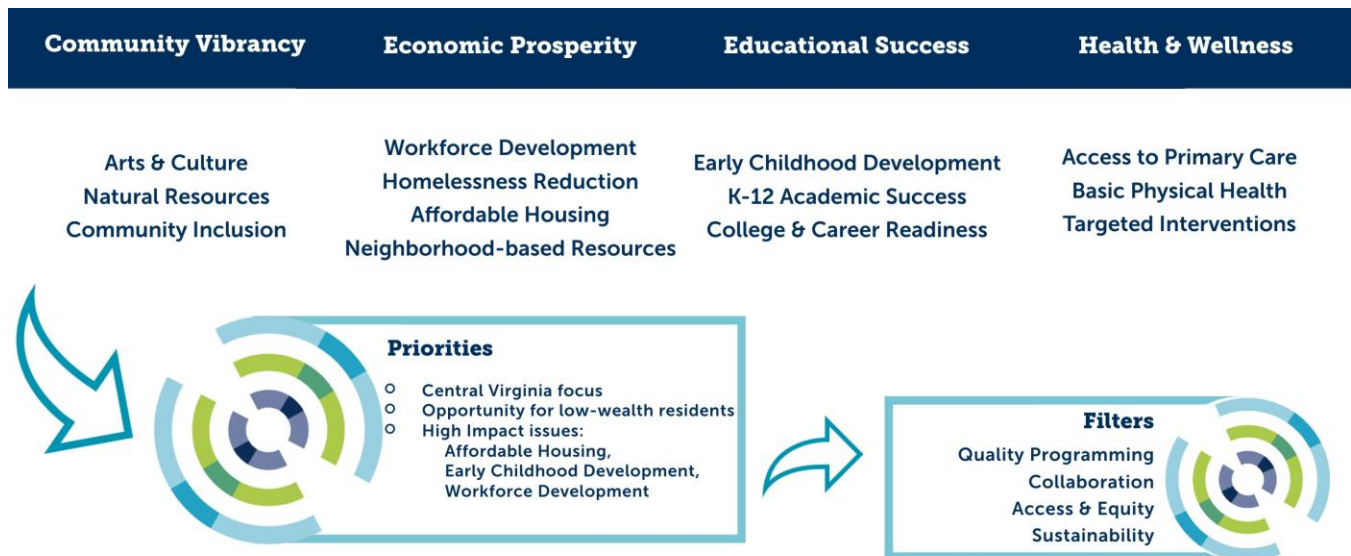 Community Vibrancy
Economic Prosperity
Educational Success
Health & Wellness
Arts & Culture
Natural Resources
Community Inclusion
Workforce Development
Homelessness Reduction
Affordable Housing
Neighborhood-based Resources
Early Childhood Development
K-12 Academic Success
College & Career Readiness
Access to Primary Care
Basic Physical Health
Targeted Interventions
Priorities
Central Virginia focus
Opportunity for low-wealth residents
High Impact issues:
Affordable Housing,
Early Childhood Development,
Workforce Development
Filters
Quality Programming
Collaboration
Access & Equity
Sustainability